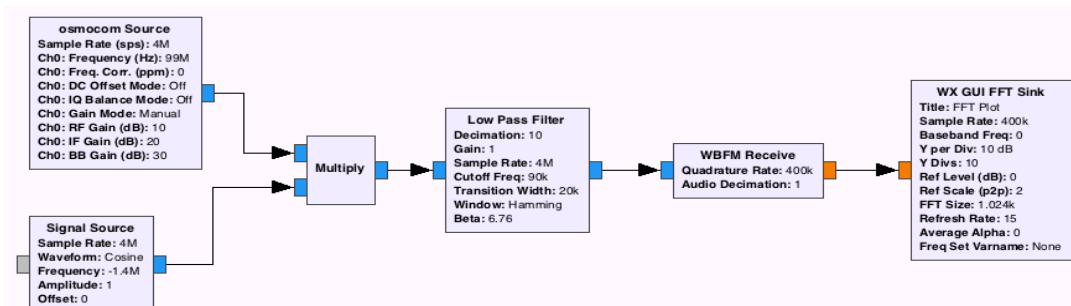 osmocom Source
Sample Rate (sps): 4M
Ch0: Frequency (Hz): 99M
Ch0: Freq. Corr. (ppm): 0
Ch0: DC Offset Mode: Off
Ch0: IQ Balance Mode: Off
Ch0: Gain Mode: Manual
Ch0: RF Gain (dB): 10
Ch0: IF Gain (dB): 20
Ch0: BB Gain (dB): 30
Signal Source
Sample Rate: 4M
Waveform: Cosine
Frequency: -1.4M
Amplitude: 1
Offset: 0
Multiply
Low Pass Filter
Decimation: 10
Gain: 1
Sample Rate: 4M
Cutoff Freq: 90k
Transition Width: 20k
Window: Hamming
Beta: 6.76
WBFM Receive
Quadrature Rate: 400k
Audio Decimation: 1
WX GUI FFT Sink
Title: FFT Plot
Sample Rate: 400k
Baseband Freq: 0
Y per Div: 10 dB
Y Divs: 10
Ref Level (dB): 0
Ref Scale (p2p): 2
FFT Size: 1.024k
Refresh Rate: 15
Average Alpha: 0
Freq Set Varname: None